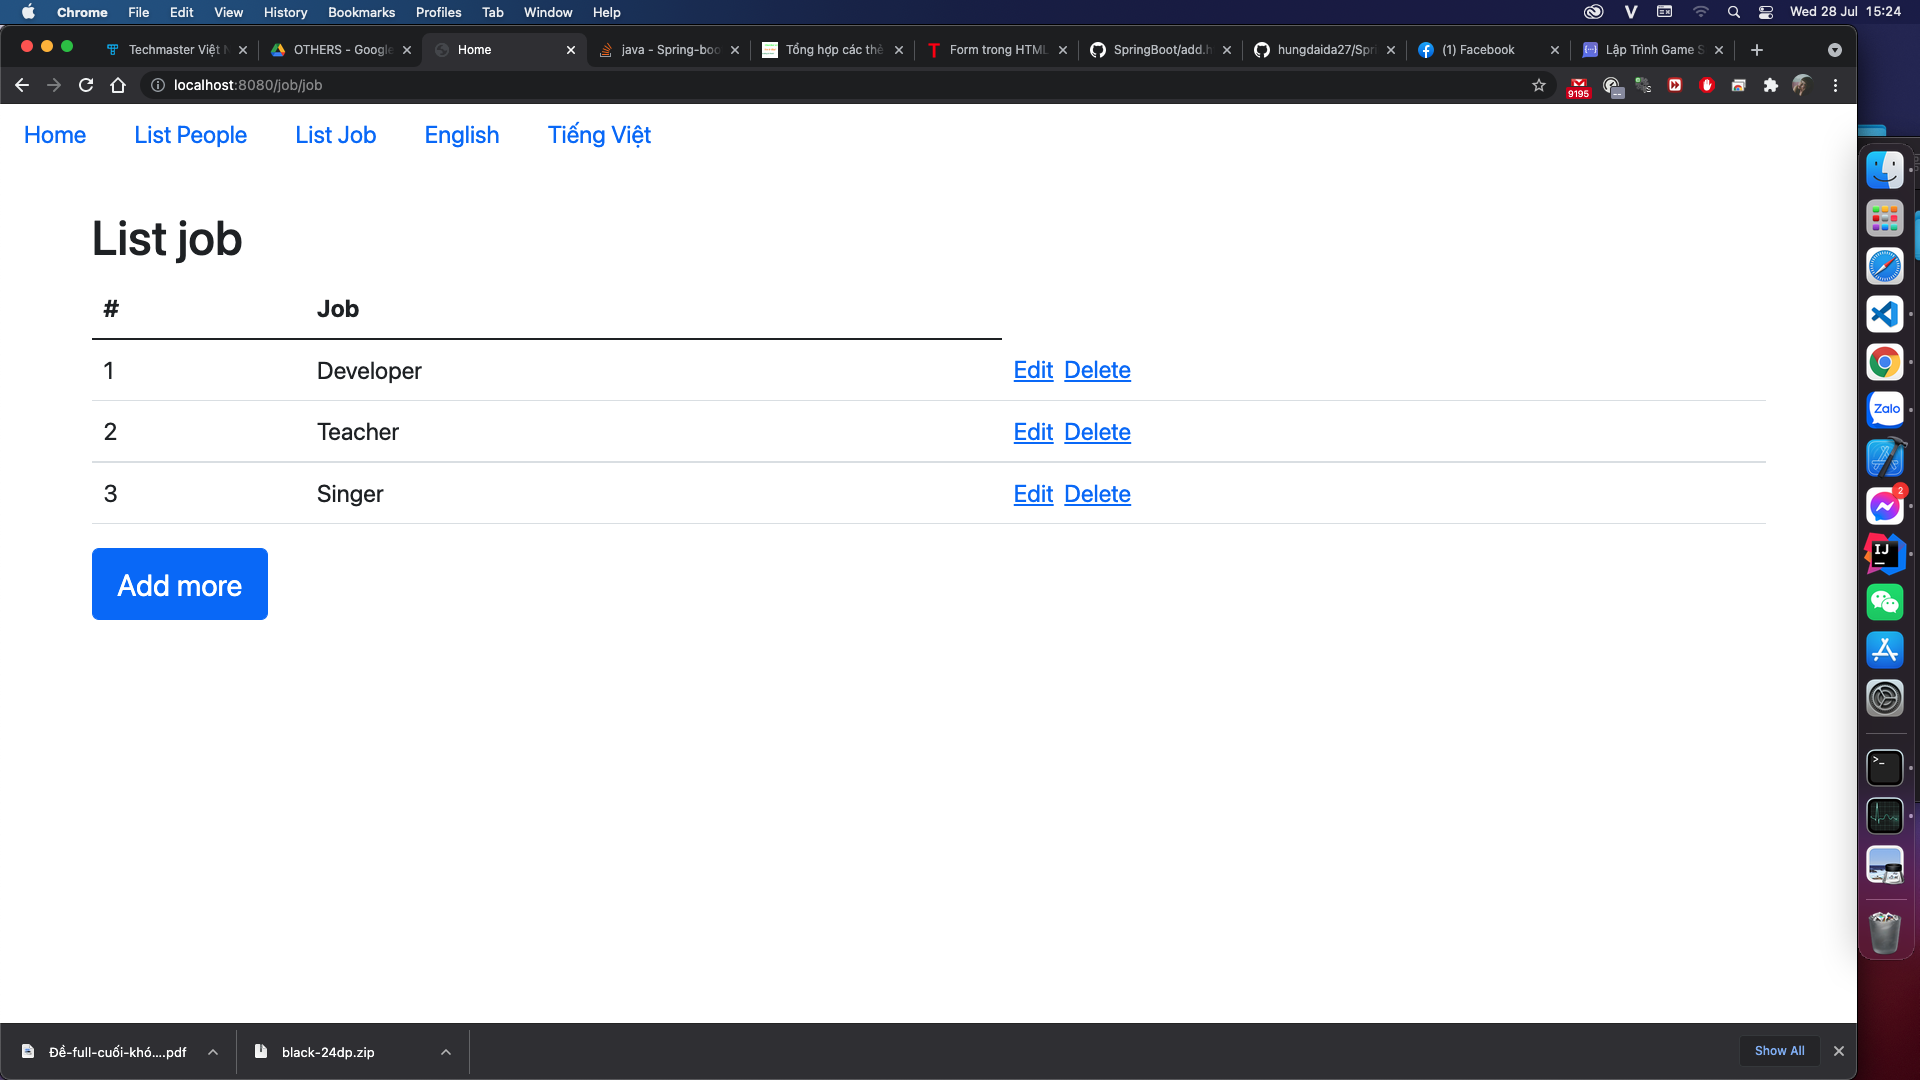 Chrome File Edit View History Bookmarks Profiles Tab Window Help Wed 28 Jul 15:24
Techmaster Việt N OTHERS - Google Home java - Spring-boo Tổng hợp các thẻ Form trong HTML SpringBoot/add.h hungdaida27/Spri (1) Facebook Lập Trình Game S
localhost:8080/job/job 9195
Home List People List Job English Tiếng Việt
List job
# Job
1 Developer Edit Delete
2 Teacher Edit Delete
3 Singer Edit Delete
Add more
Zalo
2
IJ
Đề-full-cuối-khó....pdf black-24dp.zip Show All